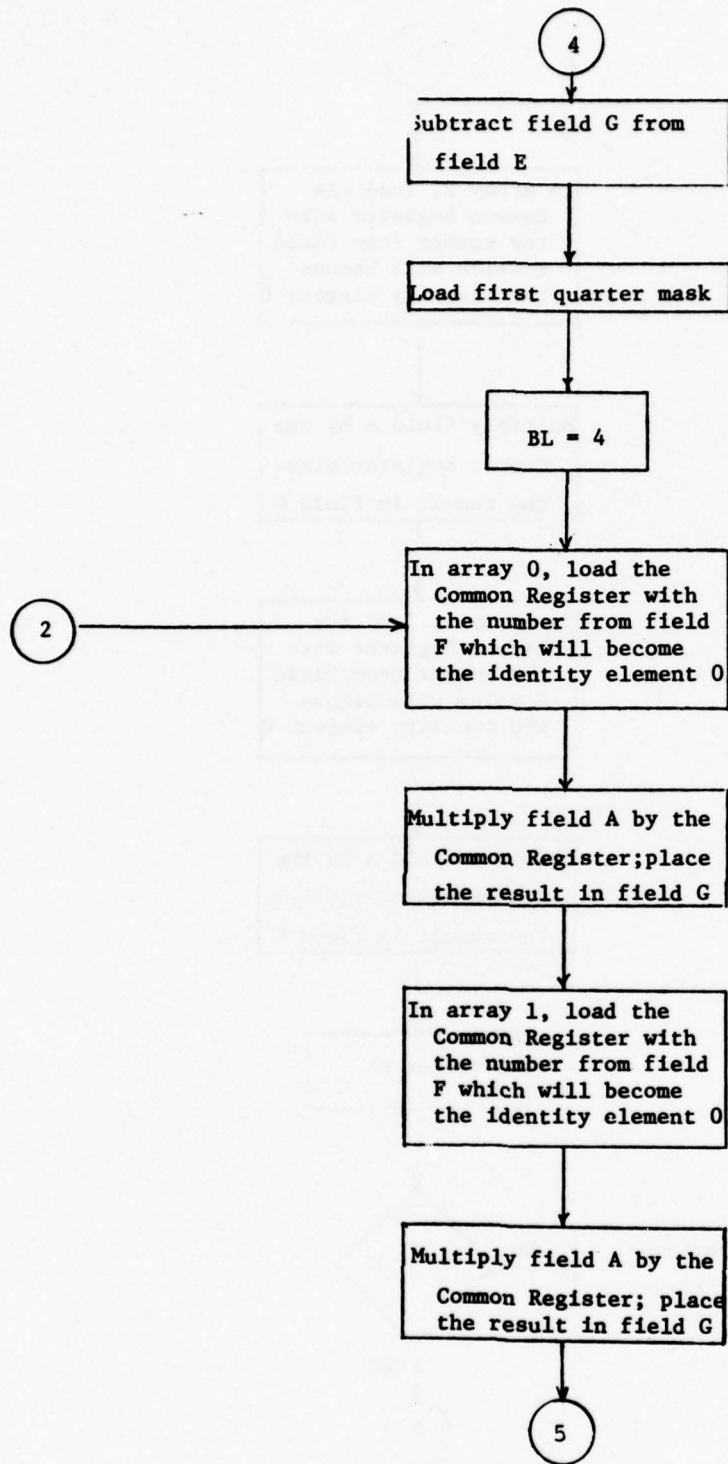 4
Subtract field G from
field E
Load first quarter mask
BL = 4
2
In array 0, load the
Common Register with
the number from field
F which will become
the identity element 0
Multiply field A by the
Common Register;place
the result in field G
In array 1, load the
Common Register with
the number from field
F which will become
the identity element 0
Multiply field A by the
Common Register; place
the result in field G
5